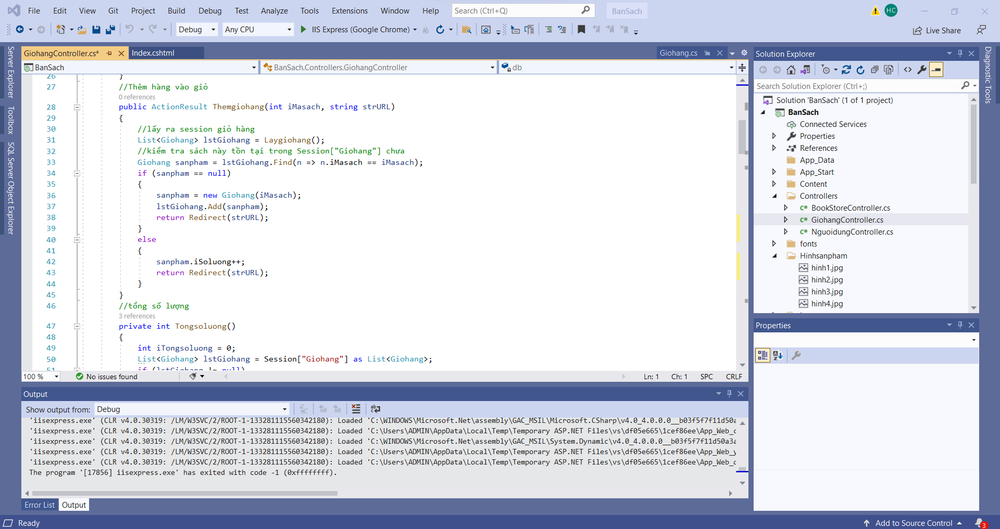 File Edit View Git Project Build Debug Test Analyze Tools Extensions Window Help Search (Ctrl+Q) BanSach HC
Debug Any CPU IIS Express (Google Chrome) Live Share
Server Explorer
Toolbox
SQL Server Object Explorer
GiohangController.cs* Index.cshtml Giohang.cs
BanSach BanSach.Controllers.GiohangController db
26 }
27 //Thêm hàng vào giỏ
0 references
28 public ActionResult Themgiohang(int iMasach, string strURL)
29 {
30 //lấy ra session giỏ hàng
31 List<Giohang> lstGiohang = Laygiohang();
32 //kiểm tra sách này tồn tại trong Session["Giohang"] chưa
33 Giohang sanpham = lstGiohang.Find(n => n.iMasach == iMasach);
34 if (sanpham == null)
35 {
36 sanpham = new Giohang(iMasach);
37 lstGiohang.Add(sanpham);
38 return Redirect(strURL);
39 }
40 else
41 {
42 sanpham.iSoluong++;
43 return Redirect(strURL);
44 }
45 }
46 //tổng số lượng
3 references
47 private int Tongsoluong()
48 {
49 int iTongsoluong = 0;
50 List<Giohang> lstGiohang = Session["Giohang"] as List<Giohang>;
51 if (lstGiohang != null)
100 % No issues found Ln: 1 Ch: 1 SPC CRLF
Output
Show output from: Debug
'iisexpress.exe' (CLR v4.0.30319: /LM/W3SVC/2/ROOT-1-133281115560342180): Loaded 'C:\WINDOWS\Microsoft.Net\assembly\GAC_MSIL\Microsoft.CSharp\v4.0_4.0.0.0__b03f5f7f11d50a
'iisexpress.exe' (CLR v4.0.30319: /LM/W3SVC/2/ROOT-1-133281115560342180): Loaded 'C:\Users\ADMIN\AppData\Local\Temp\Temporary ASP.NET Files\vs\df05e665\1cef86ee\App_Web_c
'iisexpress.exe' (CLR v4.0.30319: /LM/W3SVC/2/ROOT-1-133281115560342180): Loaded 'C:\WINDOWS\Microsoft.Net\assembly\GAC_MSIL\System.Dynamic\v4.0_4.0.0.0__b03f5f7f11d50a3a
'iisexpress.exe' (CLR v4.0.30319: /LM/W3SVC/2/ROOT-1-133281115560342180): Loaded 'C:\Users\ADMIN\AppData\Local\Temp\Temporary ASP.NET Files\vs\df05e665\1cef86ee\App_Web_y
'iisexpress.exe' (CLR v4.0.30319: /LM/W3SVC/2/ROOT-1-133281115560342180): Loaded 'C:\Users\ADMIN\AppData\Local\Temp\Temporary ASP.NET Files\vs\df05e665\1cef86ee\App_Web_c
The program '[17856] iisexpress.exe' has exited with code -1 (0xffffffff).
Error List Output
Solution Explorer
Search Solution Explorer (Ctrl+;)
Solution 'BanSach' (1 of 1 project)
BanSach
Connected Services
Properties
References
App_Data
App_Start
Content
Controllers
C# BookStoreController.cs
C# GiohangController.cs
C# NguoidungController.cs
fonts
Hinhsanpham
hinh1.jpg
hinh2.jpg
hinh3.jpg
hinh4.jpg
Properties
Diagnostic Tools
Ready Add to Source Control 3